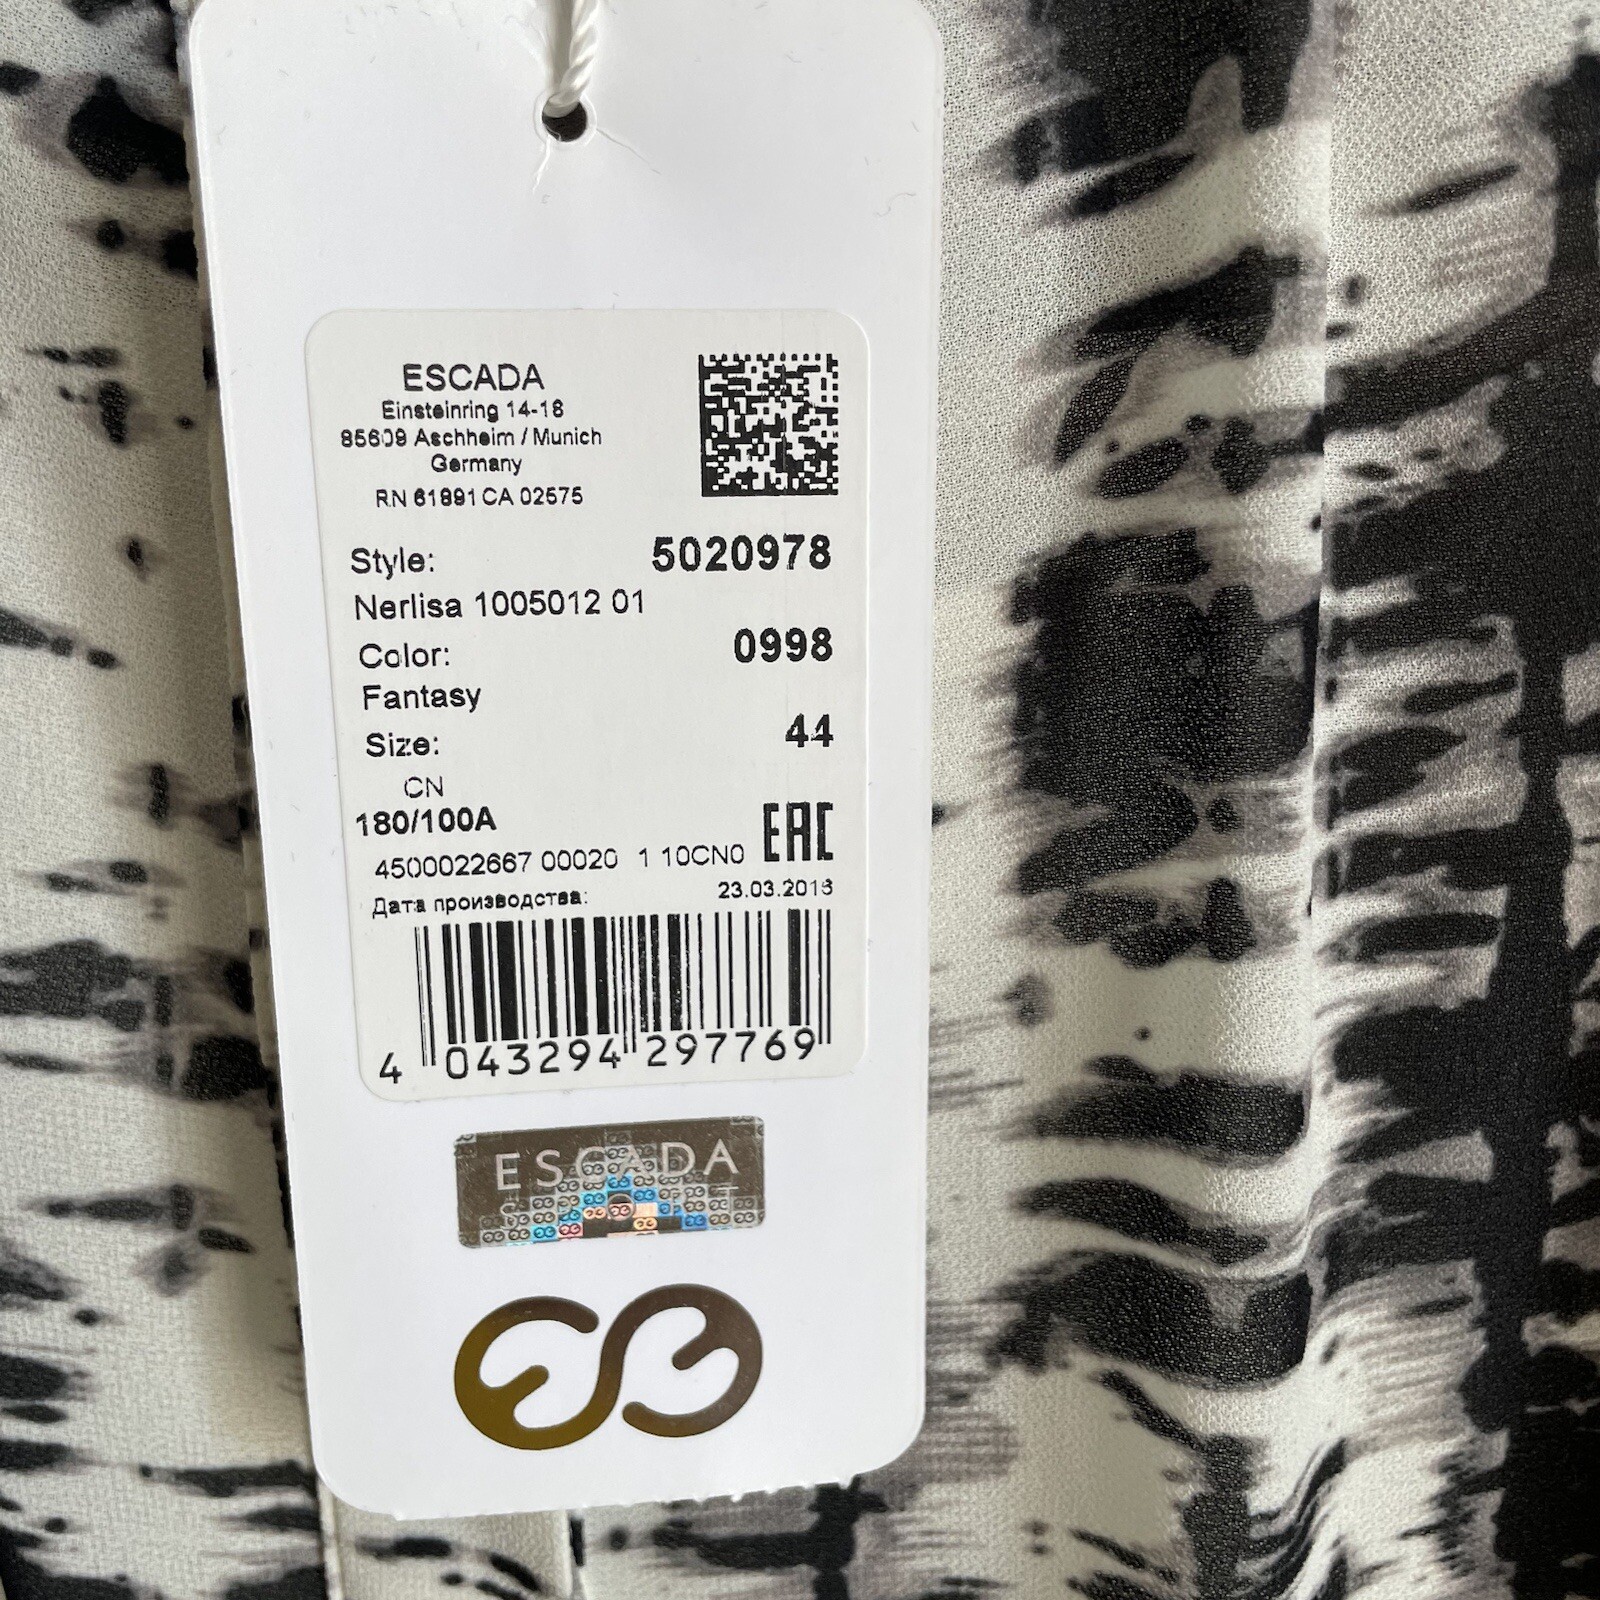 ESCADA
Einsteinring 14-18
85609 Aschheim / Munich
Germany
RN 61891 CA 02575
Style: 5020978
Nerlisa 1005012 01
Color: 0998
Fantasy
Size: 44
CN
180/100A
EAC
4500022667 00020 1 10CN0
Дата производства: 23.03.2016
4 043294 297769
ESCADA